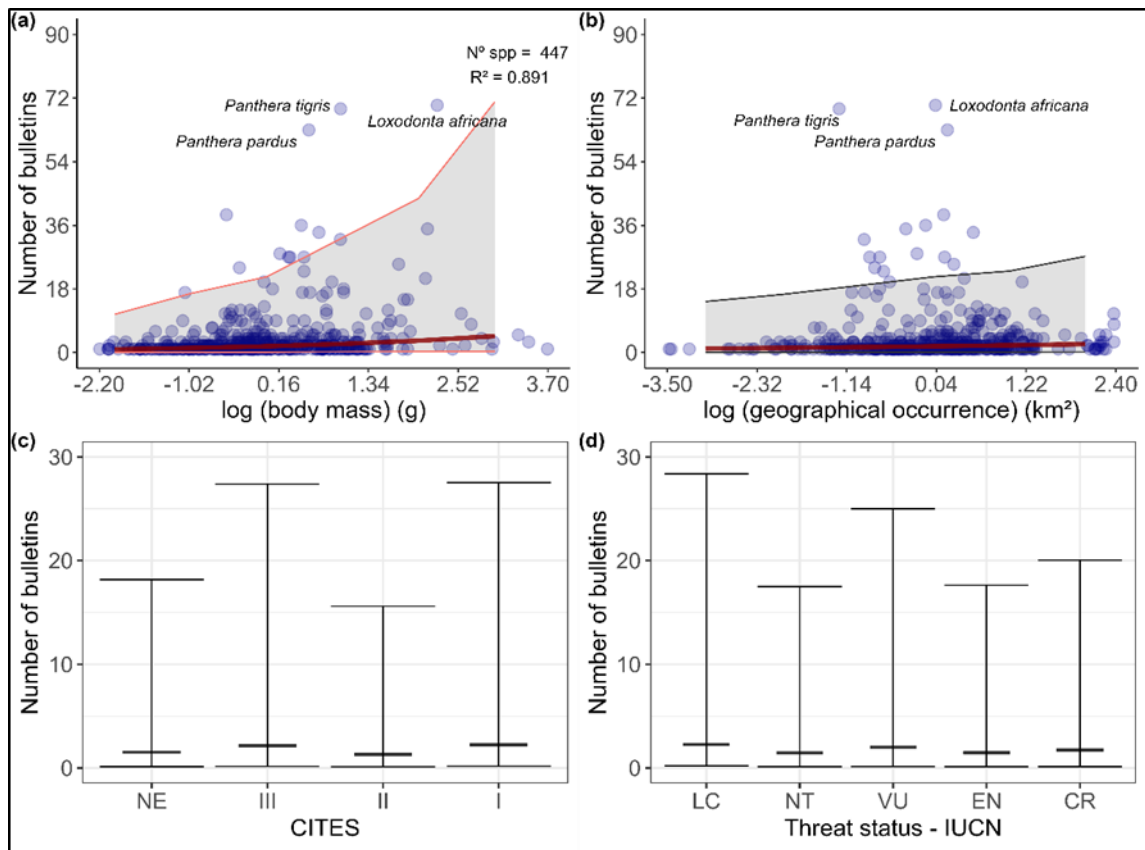 (a)
90
72
54
36
18
0
Number of bulletins
Nº spp = 447
R² = 0.891
Panthera tigris
Loxodonta africana
Panthera pardus
-2.20 -1.02 0.16 1.34 2.52 3.70
log (body mass) (g)
(b)
90
72
54
36
18
0
Number of bulletins
Loxodonta africana
Panthera tigris
Panthera pardus
-3.50 -2.32 -1.14 0.04 1.22 2.40
log (geographical occurrence) (km²)
(c)
30
20
10
0
Number of bulletins
NE III II I
CITES
(d)
30
20
10
0
Number of bulletins
LC NT VU EN CR
Threat status - IUCN